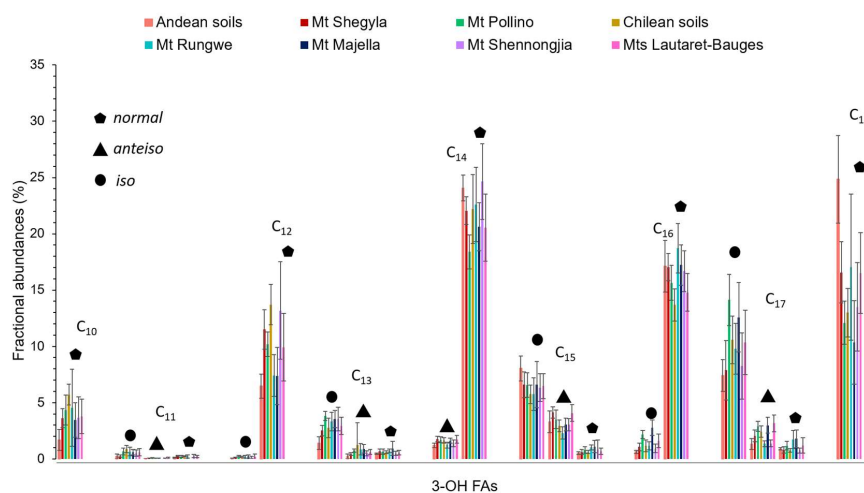 Andean soils Mt Shegyla Mt Pollino Chilean soils
Mt Rungwe Mt Majella Mt Shennongjia Mts Lautaret-Bauges
35
30
25
20
15
10
5
0
Fractional abundances (%)
normal
anteiso
iso
C10
C11
C12
C13
C14
C15
C16
C17
C1
3-OH FAs